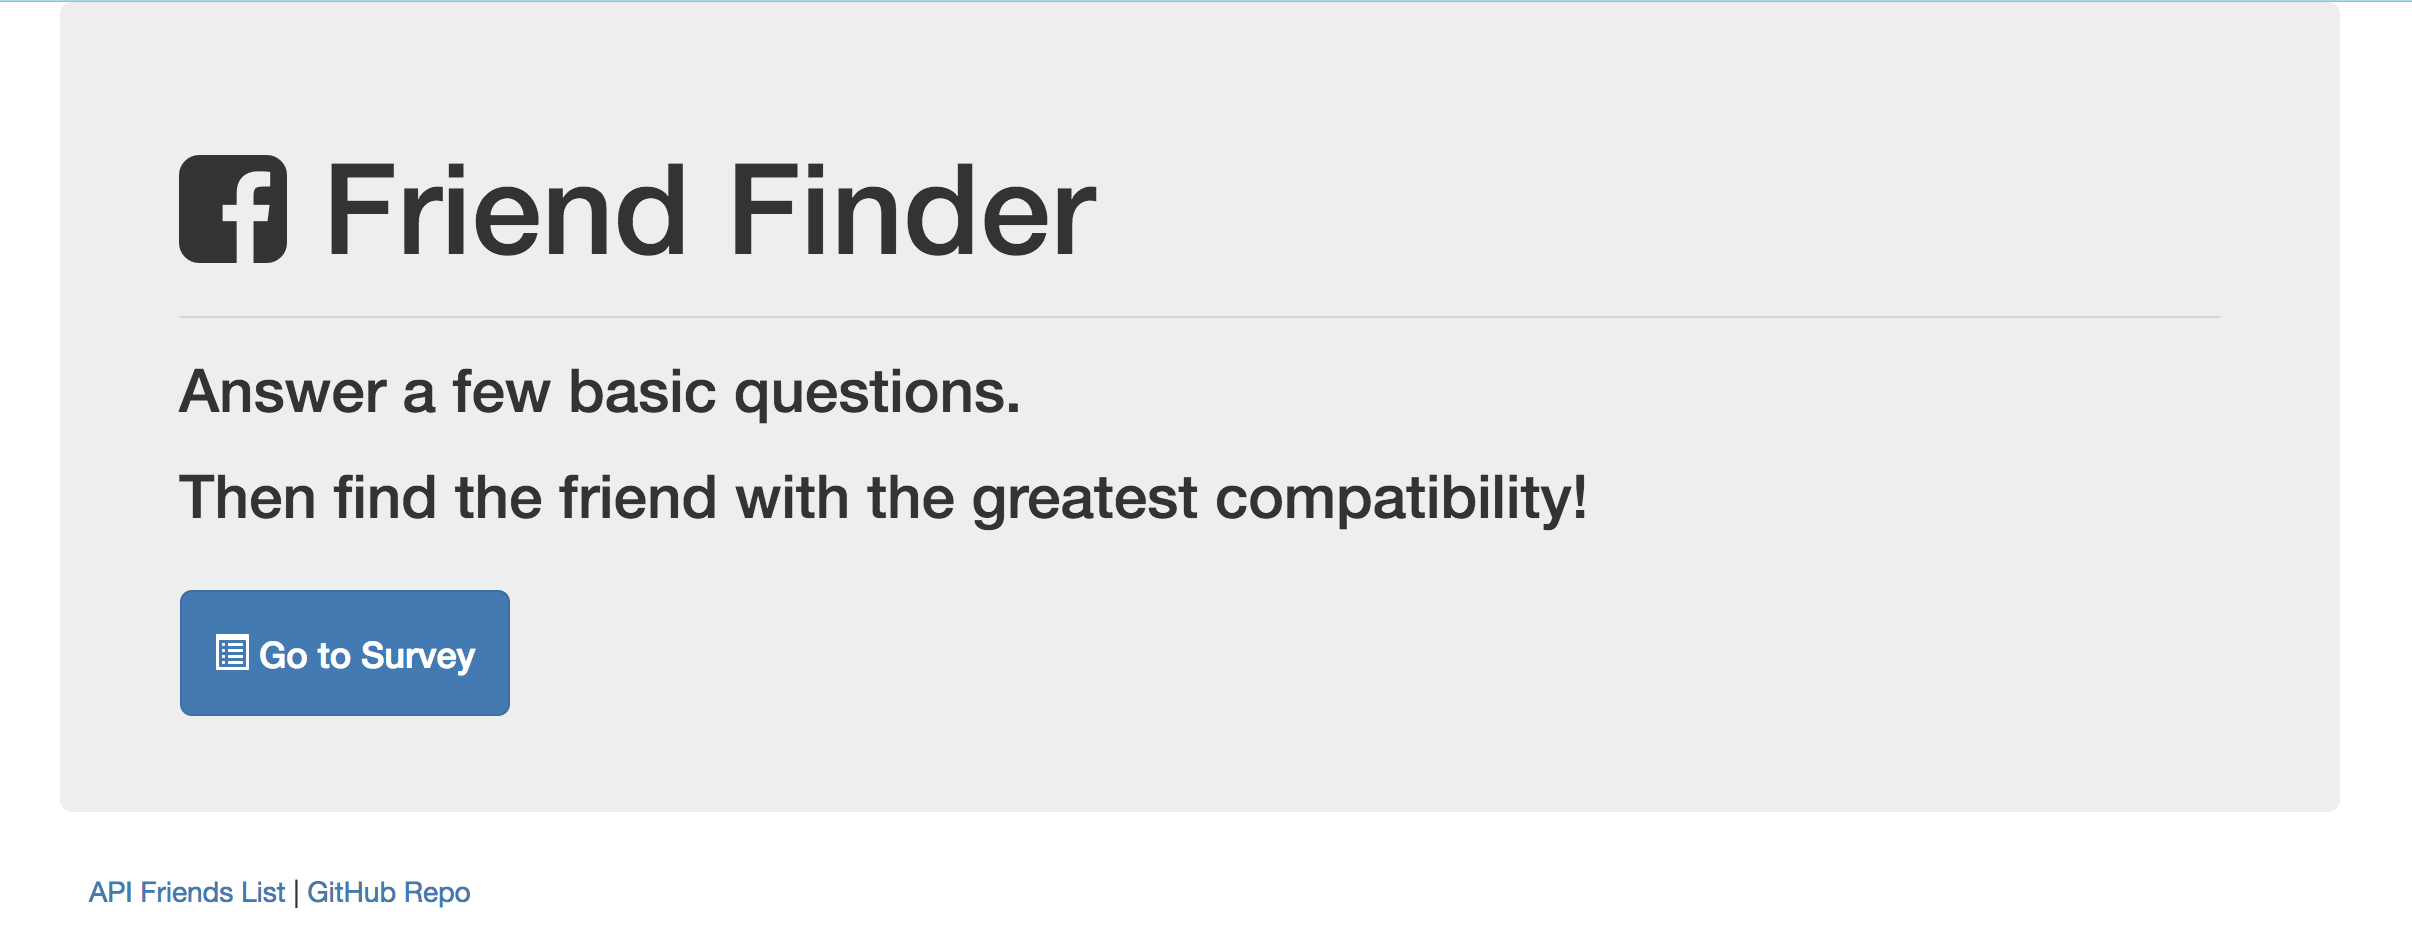 Friend Finder
Answer a few basic questions.
Then find the friend with the greatest compatibility!
Go to Survey
API Friends List | GitHub Repo